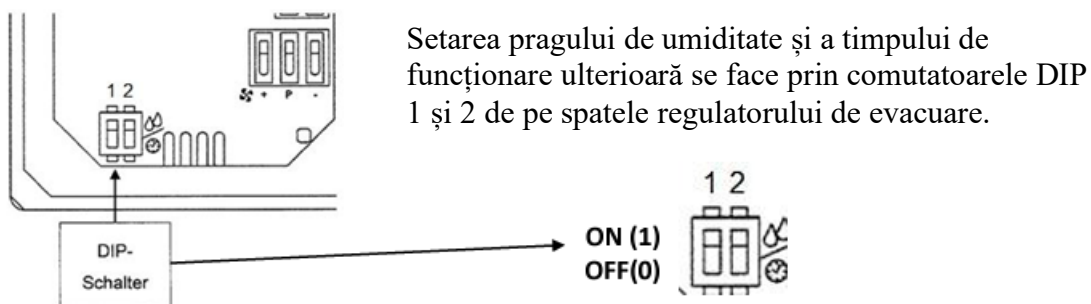 Setarea pragului de umiditate și a timpului de
funcționare ulterioară se face prin comutatoarele DIP
1 și 2 de pe spatele regulatorului de evacuare.
+ P -
1 2
1 2
ON (1)
OFF(0)
DIP-
Schalter